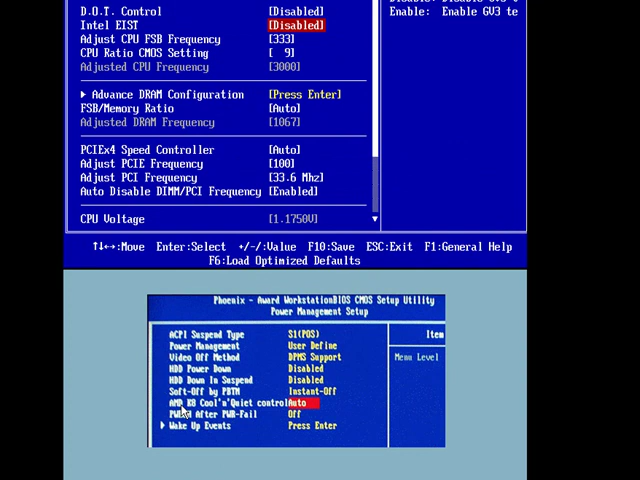 D.O.T. Control [Disabled]
Intel EIST [Disabled]
Enable: Enable GV3 te
Adjust CPU FSB Frequency [333]
CPU Ratio CMOS Setting [ 9]
Adjusted CPU Frequency [3000]
Advance DRAM Configuration [Press Enter]
FSB/Memory Ratio [Auto]
Adjusted DRAM Frequency [1067]
PCIEx4 Speed Controller [Auto]
Adjust PCIE Frequency [100]
Adjust PCI Frequency [33.6 Mhz]
Auto Disable DIMM/PCI Frequency [Enabled]
CPU Voltage [1.1750V]
↑↓←→:Move Enter:Select +/-/:Value F10:Save ESC:Exit F1:General Help
F6:Load Optimized Defaults
Phoenix - Award WorkstationBIOS CMOS Setup Utility
Power Management Setup
ACPI Suspend Type S1(POS)
Item
Power Management User Define
Video Off Method DPMS Support
Menu Level
HDD Power Down Disabled
HDD Down In Suspend Disabled
Soft-Off by PBTN Instant-Off
AMD K8 Cool'n'Quiet control Auto
After PWR-Fail Off
Wake Up Events Press Enter